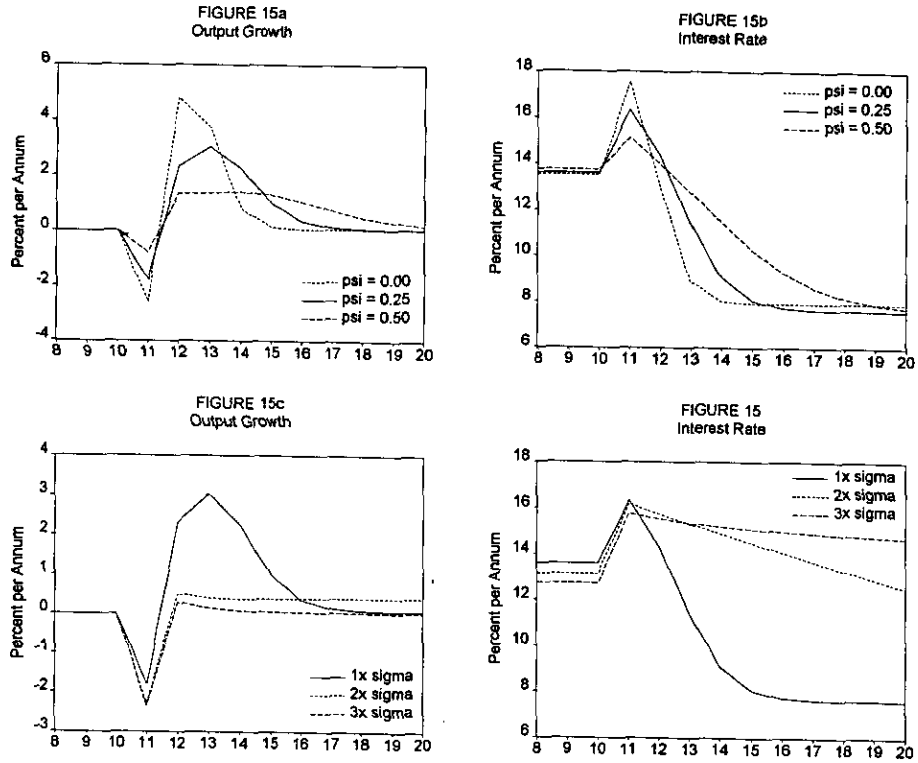 FIGURE 15a
Output Growth
6
4
2
0
-2
-4
Percent per Annum
psi = 0.00
psi = 0.25
psi = 0.50
8 9 10 11 12 13 14 15 16 17 18 19 20
FIGURE 15b
Interest Rate
18
16
14
12
10
8
6
Percent per Annum
psi = 0.00
psi = 0.25
psi = 0.50
8 9 10 11 12 13 14 15 16 17 18 19 20
FIGURE 15c
Output Growth
4
3
2
1
0
-1
-2
-3
Percent per Annum
1x sigma
2x sigma
3x sigma
8 9 10 11 12 13 14 15 16 17 18 19 20
FIGURE 15
Interest Rate
18
16
14
12
10
8
6
Percent per Annum
1x sigma
2x sigma
3x sigma
8 9 10 11 12 13 14 15 16 17 18 19 20